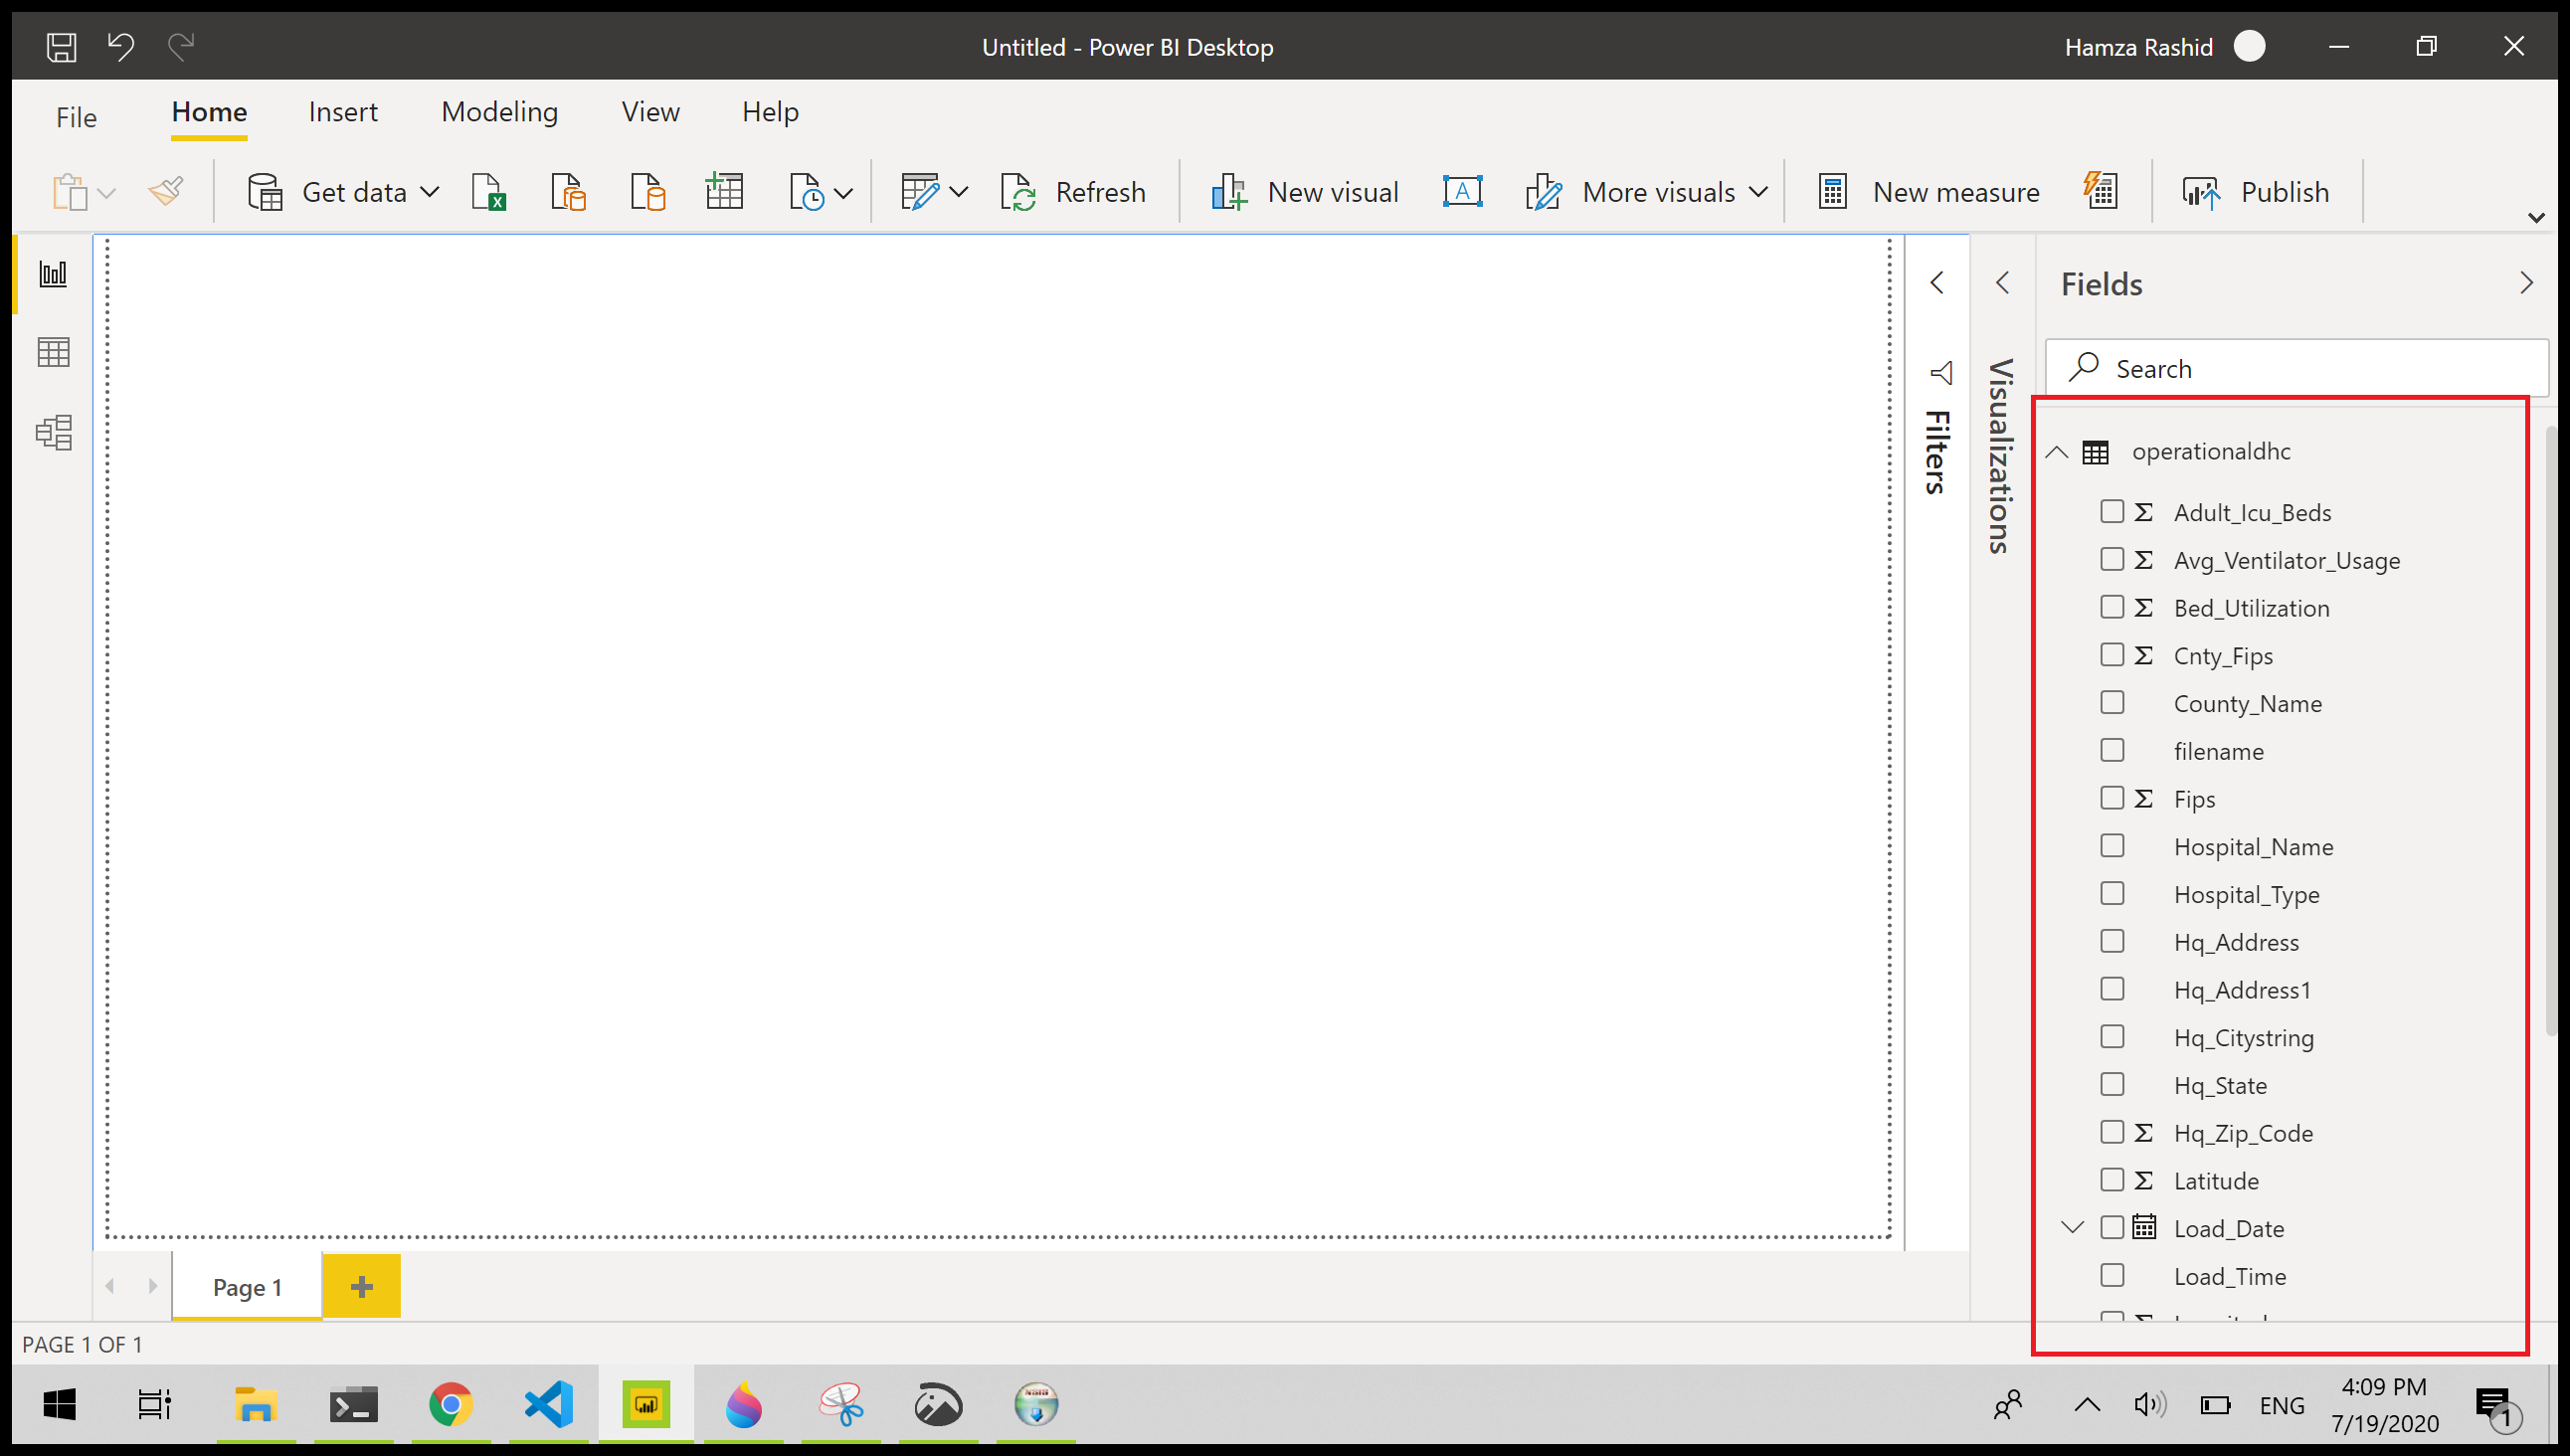 Untitled - Power BI Desktop
Hamza Rashid
File
Home
Insert
Modeling
View
Help
Get data
Refresh
New visual
More visuals
New measure
Publish
Filters
Visualizations
Fields
Search
operationaldhc
Σ Adult_Icu_Beds
Σ Avg_Ventilator_Usage
Σ Bed_Utilization
Σ Cnty_Fips
County_Name
filename
Σ Fips
Hospital_Name
Hospital_Type
Hq_Address
Hq_Address1
Hq_Citystring
Hq_State
Σ Hq_Zip_Code
Σ Latitude
Load_Date
Load_Time
Page 1
PAGE 1 OF 1
ENG
4:09 PM
7/19/2020
1